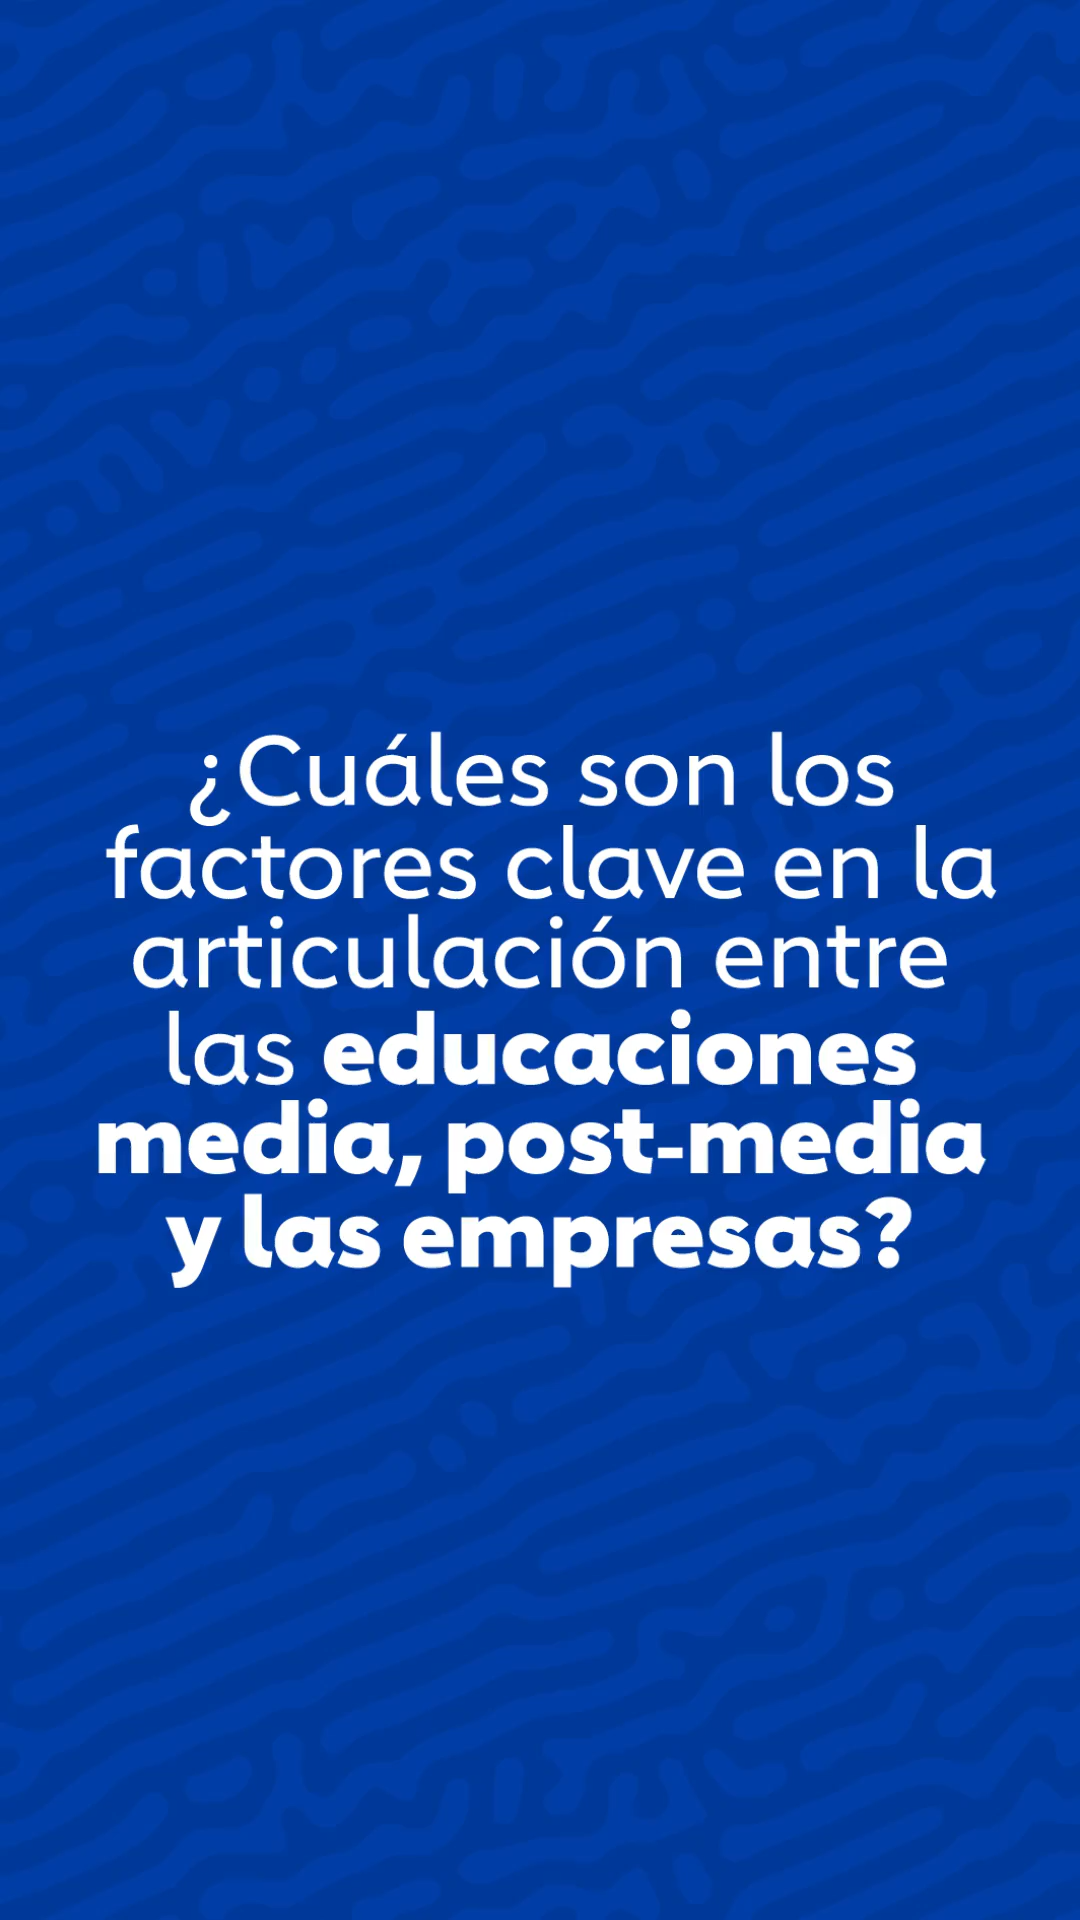 ¿Cuáles son los
factores clave en la
articulación entre
las educaciones
media, post-media
y las empresas?